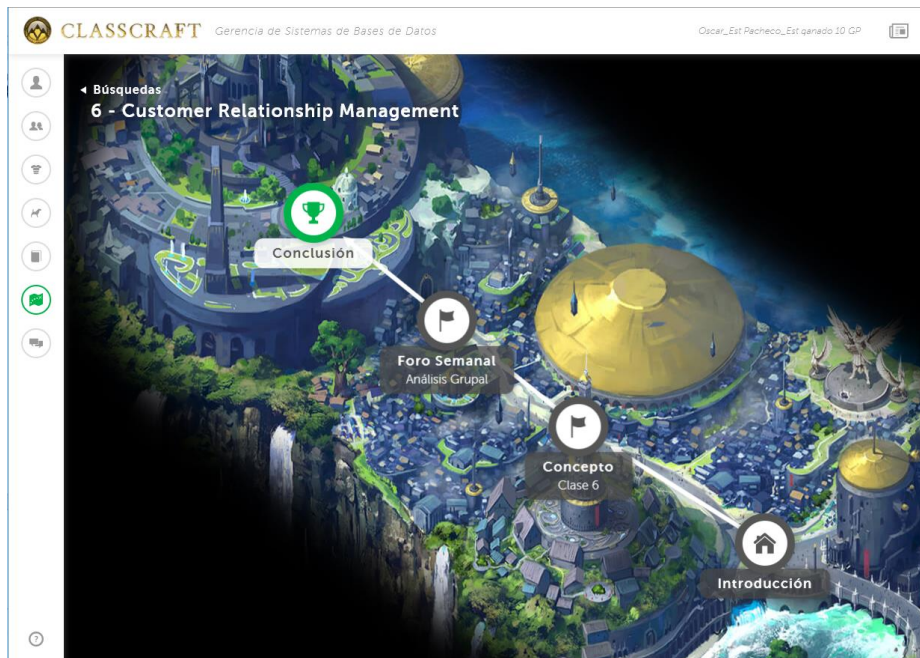 CLASSCRAFT Gerencia de Sistemas de Bases de Datos Oscar_Est Pacheco_Est ganado 10 GP
Búsquedas
6 - Customer Relationship Management
Conclusión
Foro Semanal
Análisis Grupal
Concepto
Clase 6
Introducción
?